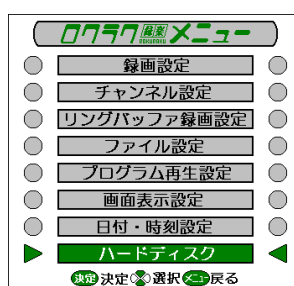 ロクラク 録楽 ROKURAKU メニュー
録画設定
チャンネル設定
リングバッファ録画設定
ファイル設定
プログラム再生設定
画面表示設定
日付・時刻設定
ハードディスク
決定 決定 選択 メニュー 戻る